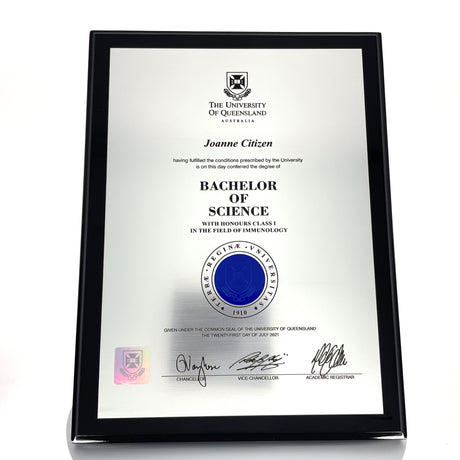 THE UNIVERSITY
OF QUEENSLAND
AUSTRALIA
Joanne Citizen
having fulfilled the conditions prescribed by the University
is on this day conferred the degree of
BACHELOR
OF
SCIENCE
WITH HONOURS CLASS I
IN THE FIELD OF IMMUNOLOGY
TERRÆ REGINÆ VNIVERSITAS
1910
GIVEN UNDER THE COMMON SEAL OF THE UNIVERSITY OF QUEENSLAND
THE TWENTY-FIRST DAY OF JULY 2021
CHANCELLOR VICE-CHANCELLOR ACADEMIC REGISTRAR